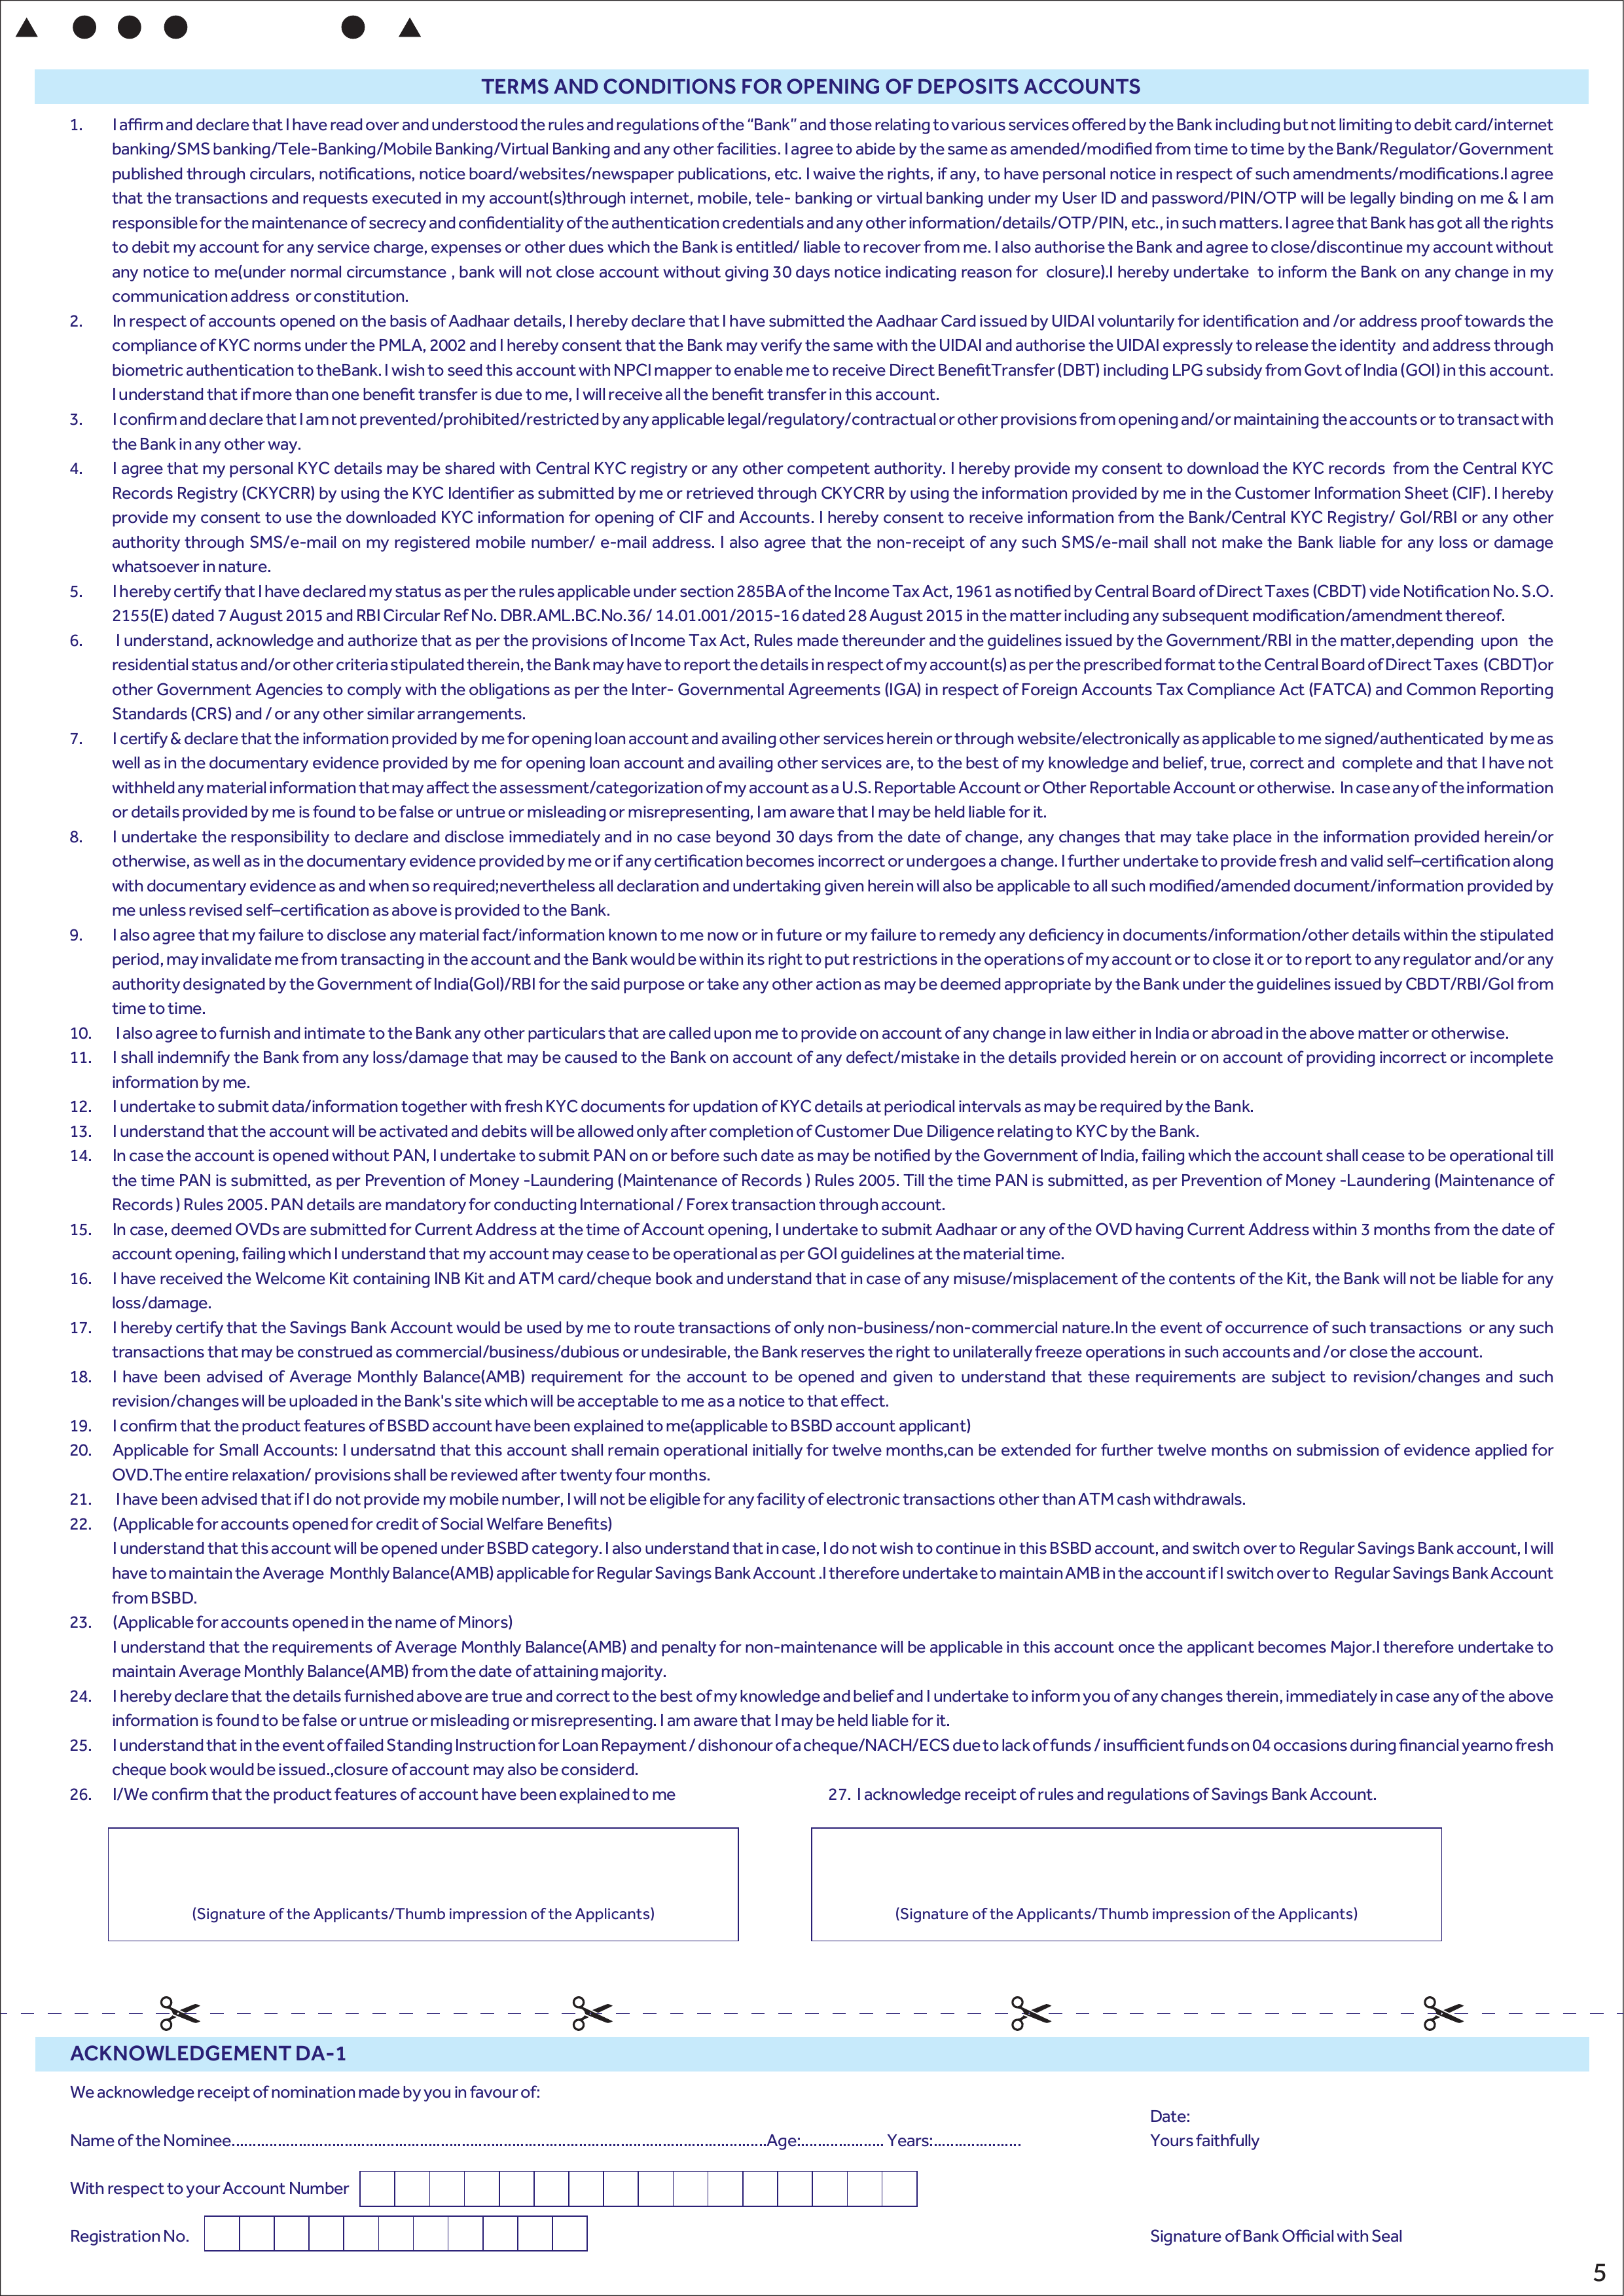 TERMS AND CONDITIONS FOR OPENING OF DEPOSITS ACCOUNTS
1. I affirm and declare that I have read over and understood the rules and regulations of the “Bank” and those relating to various services offered by the Bank including but not limiting to debit card/internet
banking/SMS banking/Tele-Banking/Mobile Banking/Virtual Banking and any other facilities. I agree to abide by the same as amended/modified from time to time by the Bank/Regulator/Government
published through circulars, notifications, notice board/websites/newspaper publications, etc. I waive the rights, if any, to have personal notice in respect of such amendments/modifications.I agree
that the transactions and requests executed in my account(s)through internet, mobile, tele- banking or virtual banking under my User ID and password/PIN/OTP will be legally binding on me & I am
responsible for the maintenance of secrecy and confidentiality of the authentication credentials and any other information/details/OTP/PIN, etc., in such matters. I agree that Bank has got all the rights
to debit my account for any service charge, expenses or other dues which the Bank is entitled/ liable to recover from me. I also authorise the Bank and agree to close/discontinue my account without
any notice to me(under normal circumstance , bank will not close account without giving 30 days notice indicating reason for closure).I hereby undertake to inform the Bank on any change in my
communication address or constitution.
2. In respect of accounts opened on the basis of Aadhaar details, I hereby declare that I have submitted the Aadhaar Card issued by UIDAI voluntarily for identification and /or address proof towards the
compliance of KYC norms under the PMLA, 2002 and I hereby consent that the Bank may verify the same with the UIDAI and authorise the UIDAI expressly to release the identity and address through
biometric authentication to theBank. I wish to seed this account with NPCI mapper to enable me to receive Direct BenefitTransfer (DBT) including LPG subsidy from Govt of India (GOI) in this account.
I understand that if more than one benefit transfer is due to me, I will receive all the benefit transfer in this account.
3. I confirm and declare that I am not prevented/prohibited/restricted by any applicable legal/regulatory/contractual or other provisions from opening and/or maintaining the accounts or to transact with
the Bank in any other way.
4. I agree that my personal KYC details may be shared with Central KYC registry or any other competent authority. I hereby provide my consent to download the KYC records from the Central KYC
Records Registry (CKYCRR) by using the KYC Identifier as submitted by me or retrieved through CKYCRR by using the information provided by me in the Customer Information Sheet (CIF). I hereby
provide my consent to use the downloaded KYC information for opening of CIF and Accounts. I hereby consent to receive information from the Bank/Central KYC Registry/ GoI/RBI or any other
authority through SMS/e-mail on my registered mobile number/ e-mail address. I also agree that the non-receipt of any such SMS/e-mail shall not make the Bank liable for any loss or damage
whatsoever in nature.
5. I hereby certify that I have declared my status as per the rules applicable under section 285BA of the Income Tax Act, 1961 as notified by Central Board of Direct Taxes (CBDT) vide Notification No. S.O.
2155(E) dated 7 August 2015 and RBI Circular Ref No. DBR.AML.BC.No.36/ 14.01.001/2015-16 dated 28 August 2015 in the matter including any subsequent modification/amendment thereof.
6. I understand, acknowledge and authorize that as per the provisions of Income Tax Act, Rules made thereunder and the guidelines issued by the Government/RBI in the matter,depending upon the
residential status and/or other criteria stipulated therein, the Bank may have to report the details in respect of my account(s) as per the prescribed format to the Central Board of Direct Taxes (CBDT)or
other Government Agencies to comply with the obligations as per the Inter- Governmental Agreements (IGA) in respect of Foreign Accounts Tax Compliance Act (FATCA) and Common Reporting
Standards (CRS) and / or any other similar arrangements.
7. I certify & declare that the information provided by me for opening loan account and availing other services herein or through website/electronically as applicable to me signed/authenticated by me as
well as in the documentary evidence provided by me for opening loan account and availing other services are, to the best of my knowledge and belief, true, correct and complete and that I have not
withheld any material information that may affect the assessment/categorization of my account as a U.S. Reportable Account or Other Reportable Account or otherwise. In case any of the information
or details provided by me is found to be false or untrue or misleading or misrepresenting, I am aware that I may be held liable for it.
8. I undertake the responsibility to declare and disclose immediately and in no case beyond 30 days from the date of change, any changes that may take place in the information provided herein/or
otherwise, as well as in the documentary evidence provided by me or if any certification becomes incorrect or undergoes a change. I further undertake to provide fresh and valid self–certification along
with documentary evidence as and when so required;nevertheless all declaration and undertaking given herein will also be applicable to all such modified/amended document/information provided by
me unless revised self–certification as above is provided to the Bank.
9. I also agree that my failure to disclose any material fact/information known to me now or in future or my failure to remedy any deficiency in documents/information/other details within the stipulated
period, may invalidate me from transacting in the account and the Bank would be within its right to put restrictions in the operations of my account or to close it or to report to any regulator and/or any
authority designated by the Government of India(GoI)/RBI for the said purpose or take any other action as may be deemed appropriate by the Bank under the guidelines issued by CBDT/RBI/GoI from
time to time.
10. I also agree to furnish and intimate to the Bank any other particulars that are called upon me to provide on account of any change in law either in India or abroad in the above matter or otherwise.
11. I shall indemnify the Bank from any loss/damage that may be caused to the Bank on account of any defect/mistake in the details provided herein or on account of providing incorrect or incomplete
information by me.
12. I undertake to submit data/information together with fresh KYC documents for updation of KYC details at periodical intervals as may be required by the Bank.
13. I understand that the account will be activated and debits will be allowed only after completion of Customer Due Diligence relating to KYC by the Bank.
14. In case the account is opened without PAN, I undertake to submit PAN on or before such date as may be notified by the Government of India, failing which the account shall cease to be operational till
the time PAN is submitted, as per Prevention of Money -Laundering (Maintenance of Records ) Rules 2005. Till the time PAN is submitted, as per Prevention of Money -Laundering (Maintenance of
Records ) Rules 2005. PAN details are mandatory for conducting International / Forex transaction through account.
15. In case, deemed OVDs are submitted for Current Address at the time of Account opening, I undertake to submit Aadhaar or any of the OVD having Current Address within 3 months from the date of
account opening, failing which I understand that my account may cease to be operational as per GOI guidelines at the material time.
16. I have received the Welcome Kit containing INB Kit and ATM card/cheque book and understand that in case of any misuse/misplacement of the contents of the Kit, the Bank will not be liable for any
loss/damage.
17. I hereby certify that the Savings Bank Account would be used by me to route transactions of only non-business/non-commercial nature.In the event of occurrence of such transactions or any such
transactions that may be construed as commercial/business/dubious or undesirable, the Bank reserves the right to unilaterally freeze operations in such accounts and /or close the account.
18. I have been advised of Average Monthly Balance(AMB) requirement for the account to be opened and given to understand that these requirements are subject to revision/changes and such
revision/changes will be uploaded in the Bank's site which will be acceptable to me as a notice to that effect.
19. I confirm that the product features of BSBD account have been explained to me(applicable to BSBD account applicant)
20. Applicable for Small Accounts: I undersatnd that this account shall remain operational initially for twelve months,can be extended for further twelve months on submission of evidence applied for
OVD.The entire relaxation/ provisions shall be reviewed after twenty four months.
21. I have been advised that if I do not provide my mobile number, I will not be eligible for any facility of electronic transactions other than ATM cash withdrawals.
22. (Applicable for accounts opened for credit of Social Welfare Benefits)
I understand that this account will be opened under BSBD category. I also understand that in case, I do not wish to continue in this BSBD account, and switch over to Regular Savings Bank account, I will
have to maintain the Average Monthly Balance(AMB) applicable for Regular Savings Bank Account .I therefore undertake to maintain AMB in the account if I switch over to Regular Savings Bank Account
from BSBD.
23. (Applicable for accounts opened in the name of Minors)
I understand that the requirements of Average Monthly Balance(AMB) and penalty for non-maintenance will be applicable in this account once the applicant becomes Major.I therefore undertake to
maintain Average Monthly Balance(AMB) from the date of attaining majority.
24. I hereby declare that the details furnished above are true and correct to the best of my knowledge and belief and I undertake to inform you of any changes therein, immediately in case any of the above
information is found to be false or untrue or misleading or misrepresenting. I am aware that I may be held liable for it.
25. I understand that in the event of failed Standing Instruction for Loan Repayment / dishonour of a cheque/NACH/ECS due to lack of funds / insufficient funds on 04 occasions during financial yearno fresh
cheque book would be issued.,closure of account may also be considerd.
26. I/We confirm that the product features of account have been explained to me
27. I acknowledge receipt of rules and regulations of Savings Bank Account.
(Signature of the Applicants/Thumb impression of the Applicants)
(Signature of the Applicants/Thumb impression of the Applicants)
ACKNOWLEDGEMENT DA-1
We acknowledge receipt of nomination made by you in favour of:
Date:
Name of the Nominee..........Age:.......... Years:..........
Yours faithfully
With respect to your Account Number
Registration No.
Signature of Bank Official with Seal
5